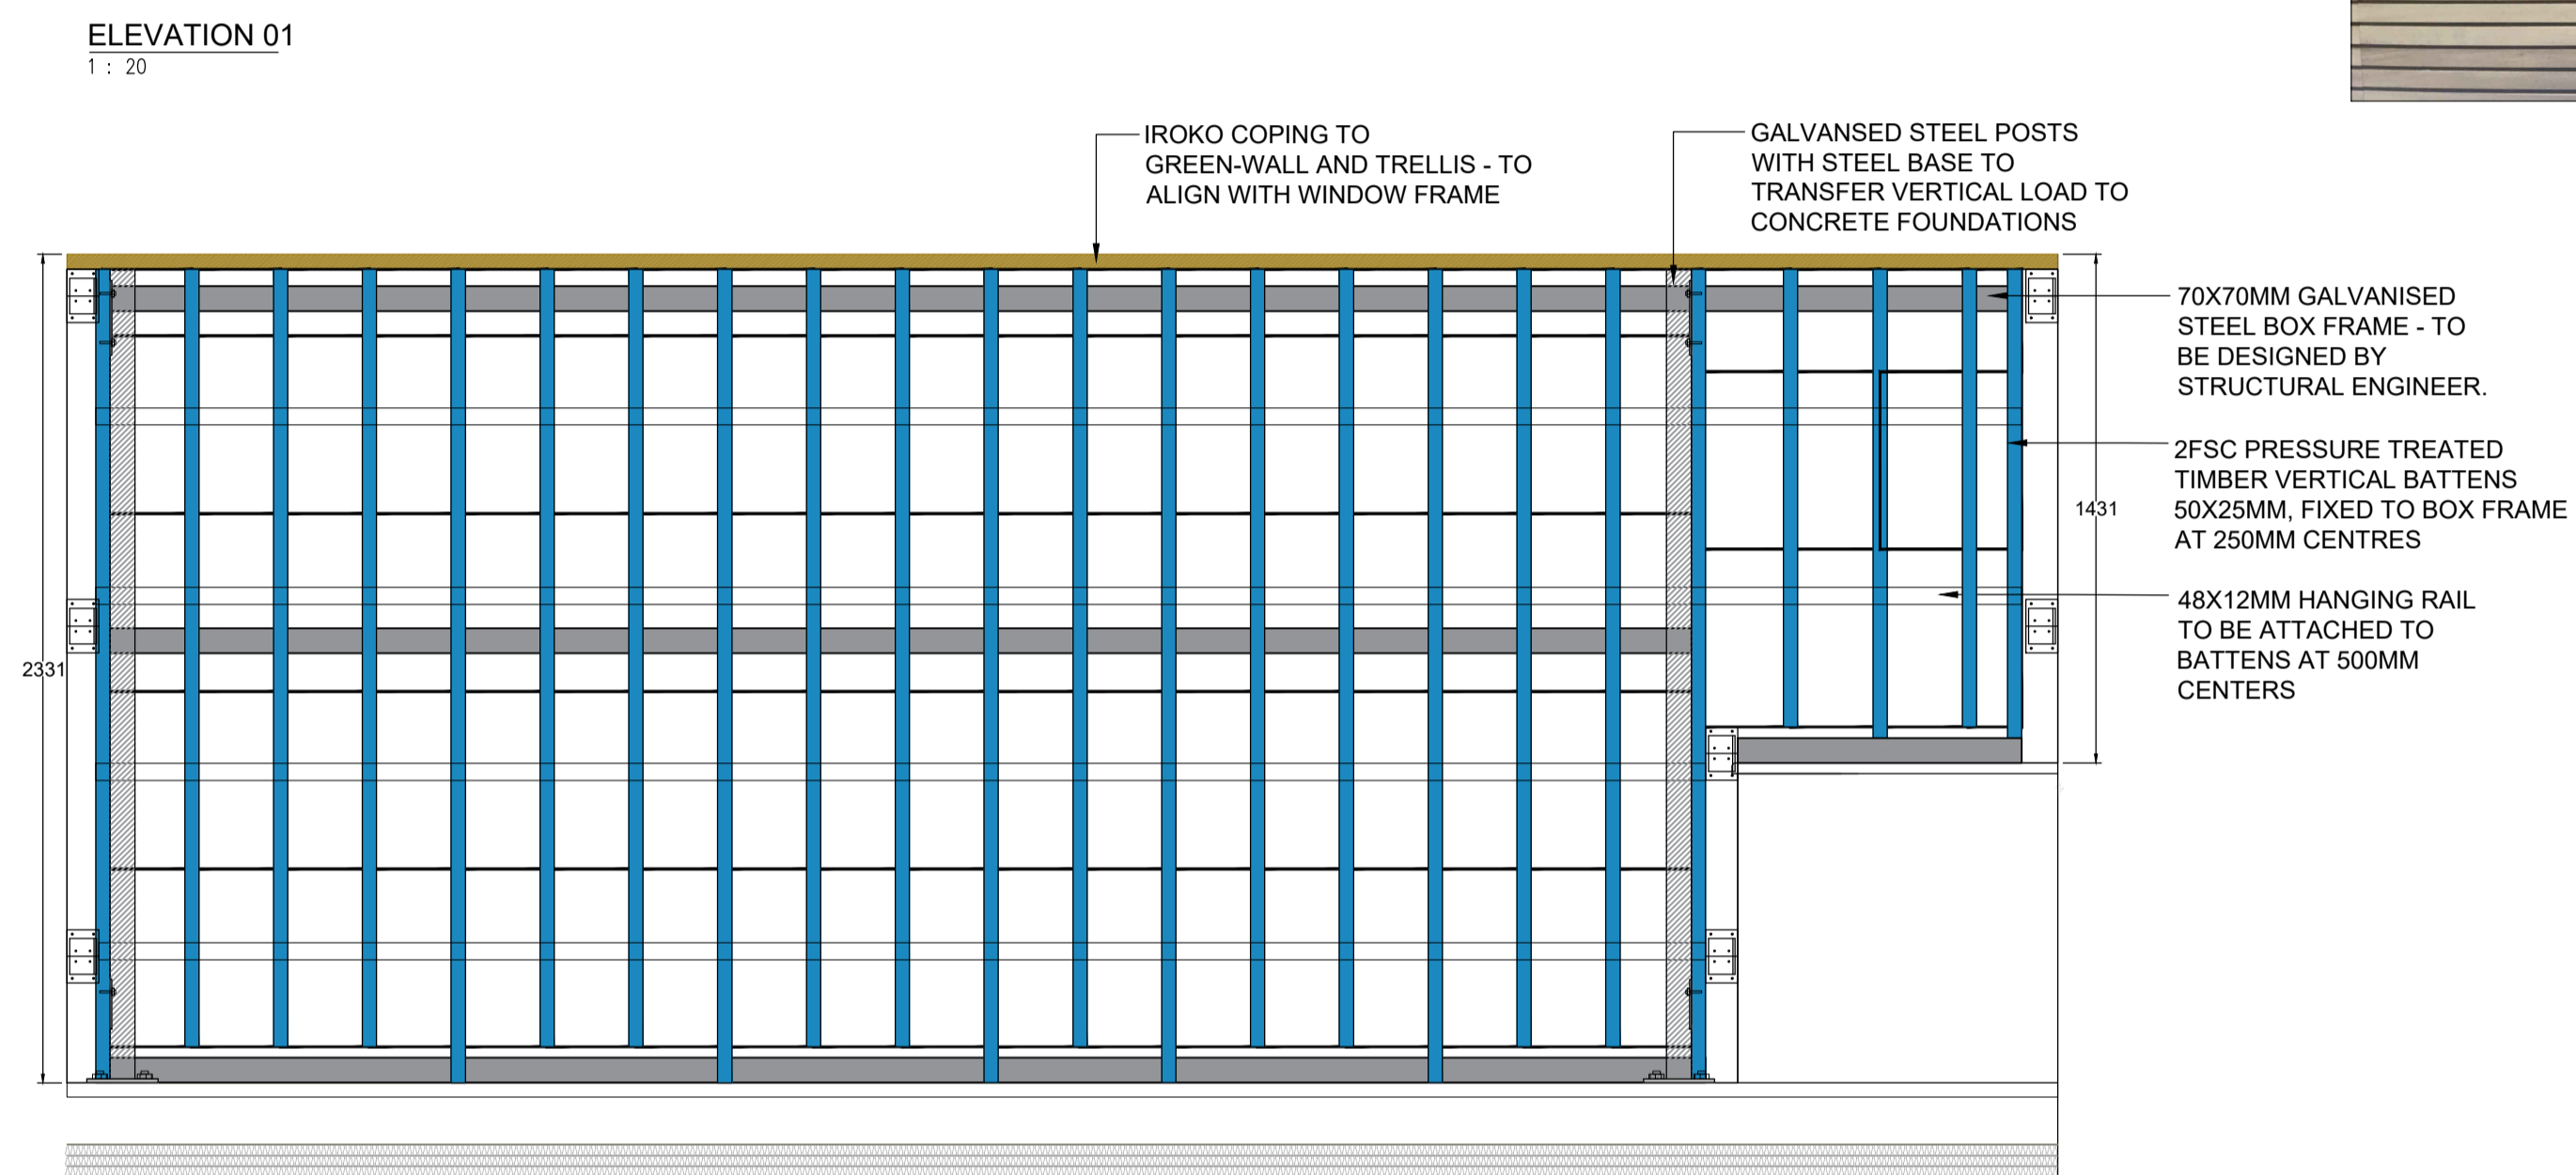 ELEVATION 01
1 : 20
IROKO COPING TO
GREEN-WALL AND TRELLIS - TO
ALIGN WITH WINDOW FRAME
GALVANSED STEEL POSTS
WITH STEEL BASE TO
TRANSFER VERTICAL LOAD TO
CONCRETE FOUNDATIONS
70X70MM GALVANISED
STEEL BOX FRAME - TO
BE DESIGNED BY
STRUCTURAL ENGINEER.
2FSC PRESSURE TREATED
TIMBER VERTICAL BATTENS
50X25MM, FIXED TO BOX FRAME
AT 250MM CENTRES
1431
48X12MM HANGING RAIL
TO BE ATTACHED TO
BATTENS AT 500MM
CENTERS
2331